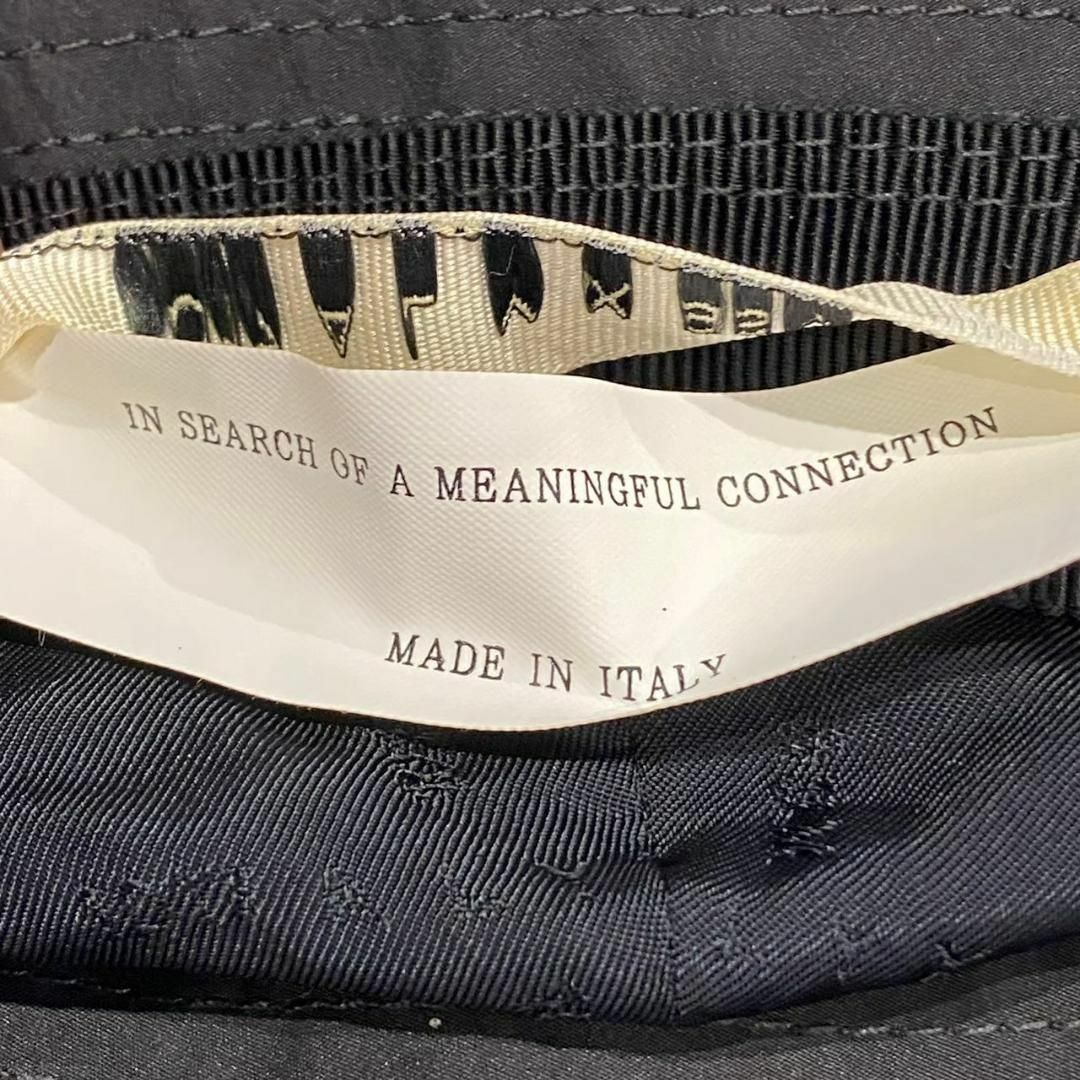 IN SEARCH OF A MEANINGFUL CONNECTION
MADE IN ITALY